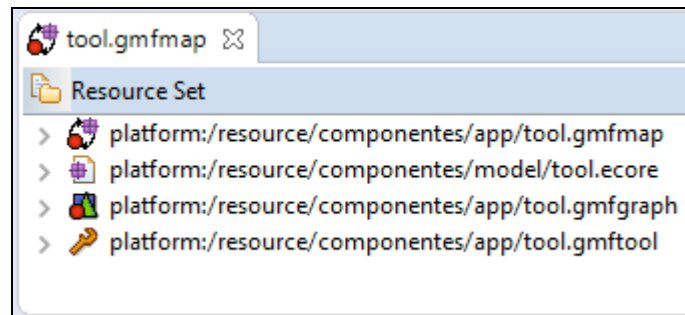 tool.gmfmap
Resource Set
platform:/resource/componentes/app/tool.gmfmap
platform:/resource/componentes/model/tool.ecore
platform:/resource/componentes/app/tool.gmfgraph
platform:/resource/componentes/app/tool.gmftool